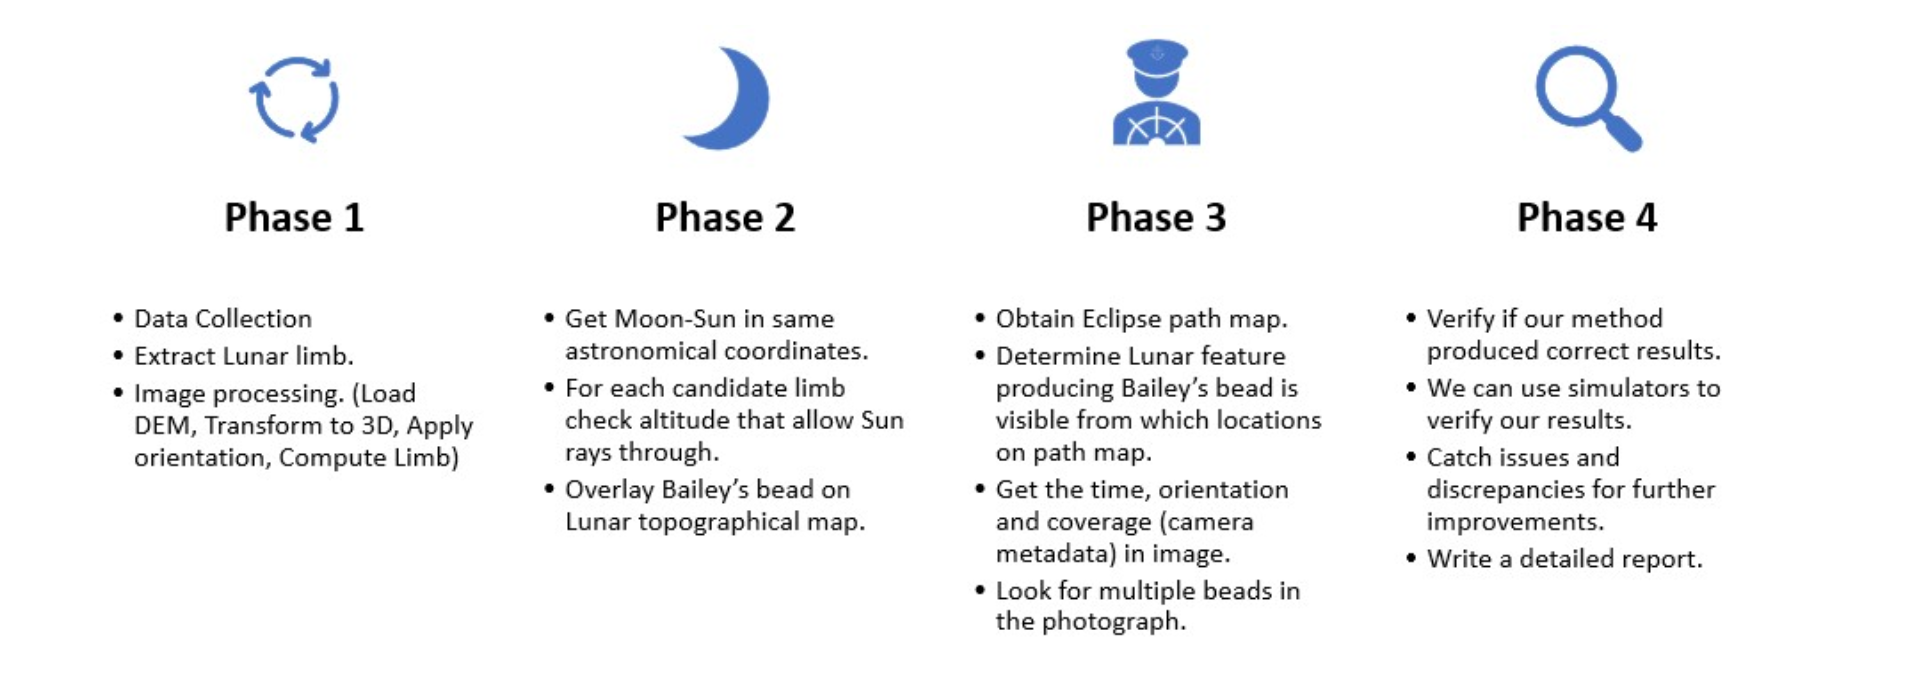 Phase 1
• Data Collection
• Extract Lunar limb.
• Image processing. (Load
DEM, Transform to 3D, Apply
orientation, Compute Limb)
Phase 2
• Get Moon-Sun in same
astronomical coordinates.
• For each candidate limb
check altitude that allow Sun
rays through.
• Overlay Bailey’s bead on
Lunar topographical map.
Phase 3
• Obtain Eclipse path map.
• Determine Lunar feature
producing Bailey’s bead is
visible from which locations
on path map.
• Get the time, orientation
and coverage (camera
metadata) in image.
• Look for multiple beads in
the photograph.
Phase 4
• Verify if our method
produced correct results.
• We can use simulators to
verify our results.
• Catch issues and
discrepancies for further
improvements.
• Write a detailed report.